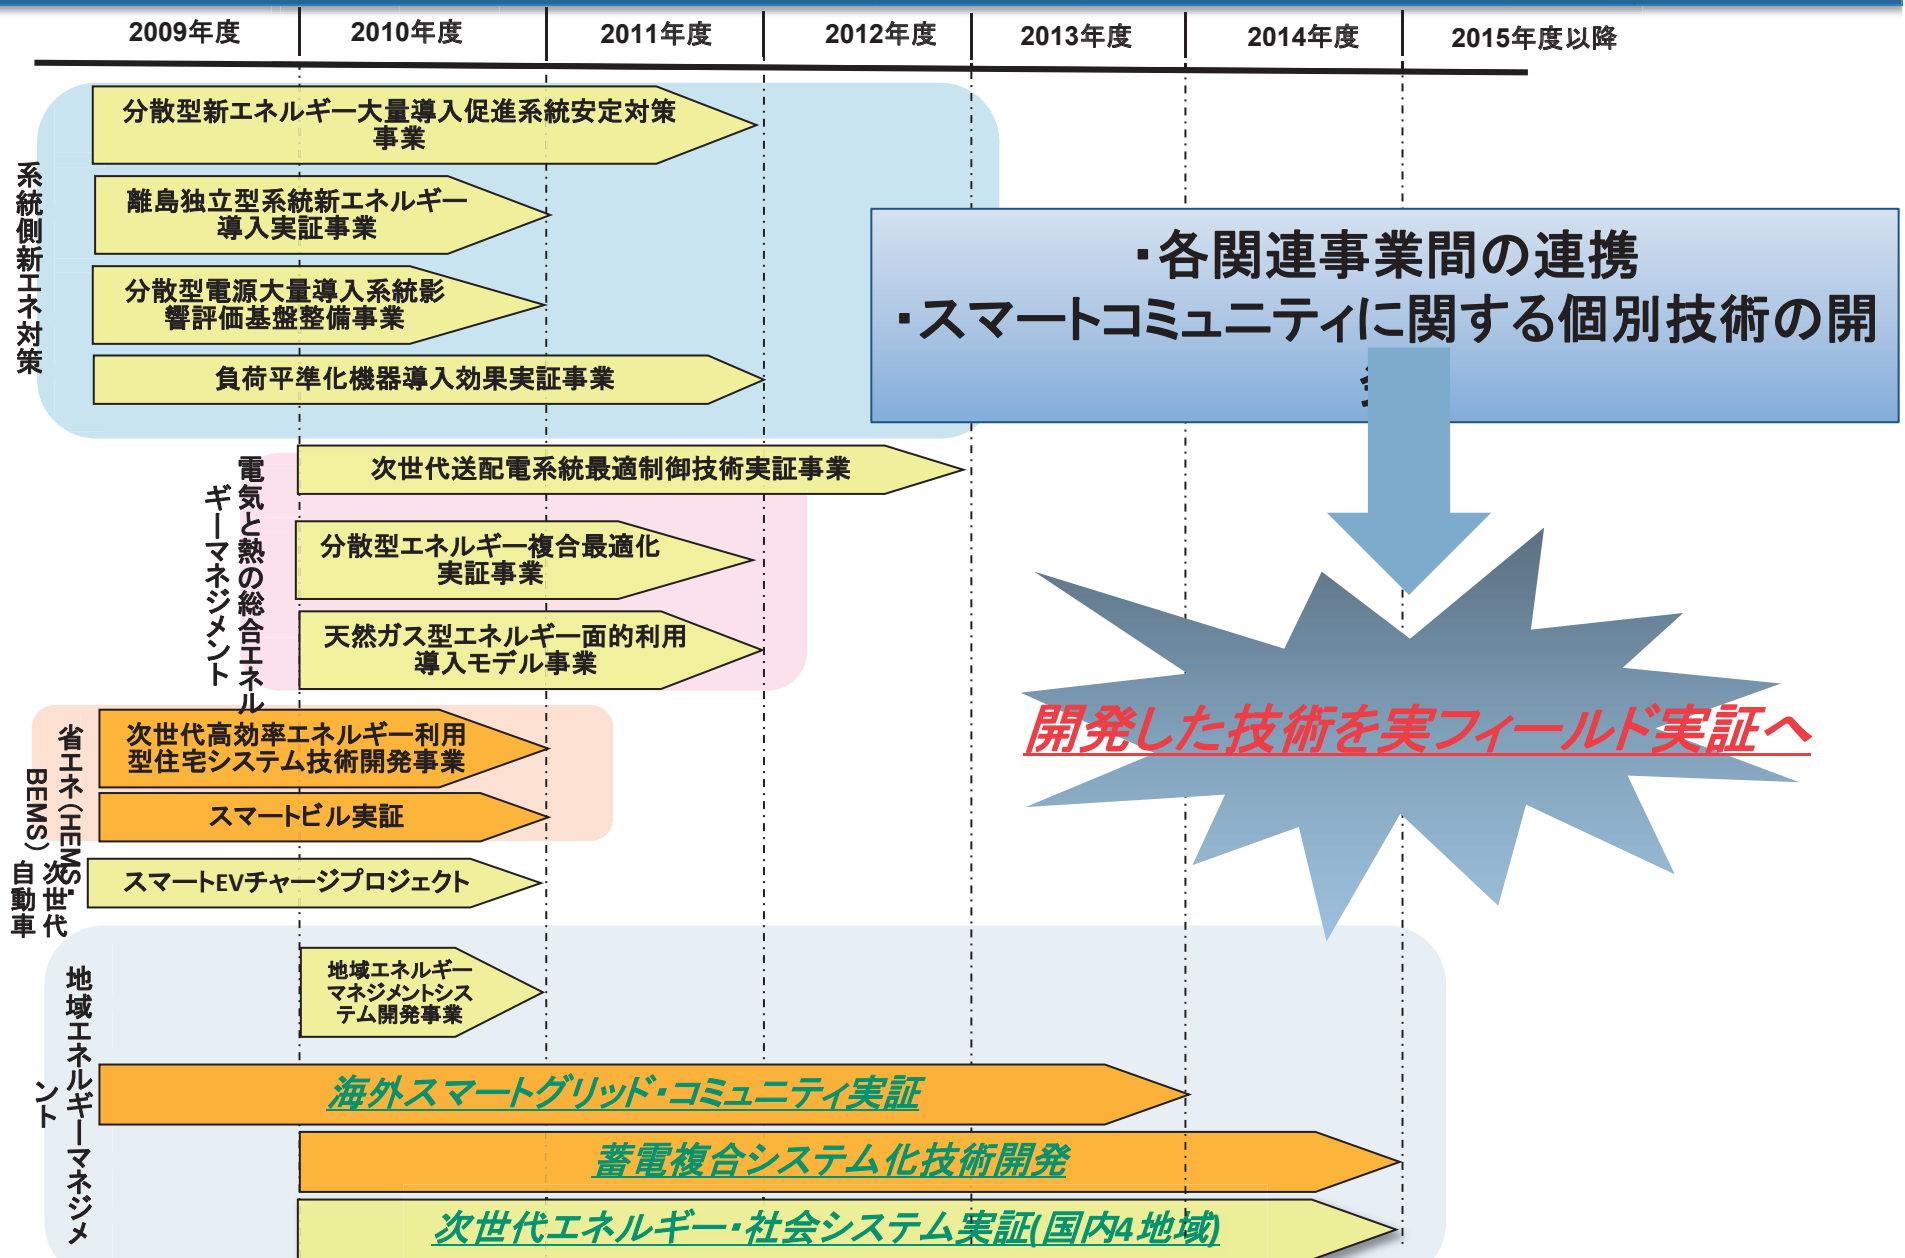 2009年度
2010年度
2011年度
2012年度
2013年度
2014年度
2015年度以降
系統側新エネ対策
分散型新エネルギー大量導入促進系統安定対策
事業
離島独立型系統新エネルギー
導入実証事業
分散型電源大量導入系統影
響評価基盤整備事業
負荷平準化機器導入効果実証事業
・各関連事業間の連携
・スマートコミュニティに関する個別技術の開
電気と熱の総合エネル
ギーマネジメント
次世代送配電系統最適制御技術実証事業
分散型エネルギー複合最適化
実証事業
天然ガス型エネルギー面的利用
導入モデル事業
開発した技術を実フィールド実証へ
省エネ(HEMS・
BEMS)
次世代高効率エネルギー利用
型住宅システム技術開発事業
スマートビル実証
次世代
自動車
スマートEVチャージプロジェクト
地域エネルギーマネジメ
ント
地域エネルギー
マネジメントシス
テム開発事業
海外スマートグリッド・コミュニティ実証
蓄電複合システム化技術開発
次世代エネルギー・社会システム実証(国内4地域)